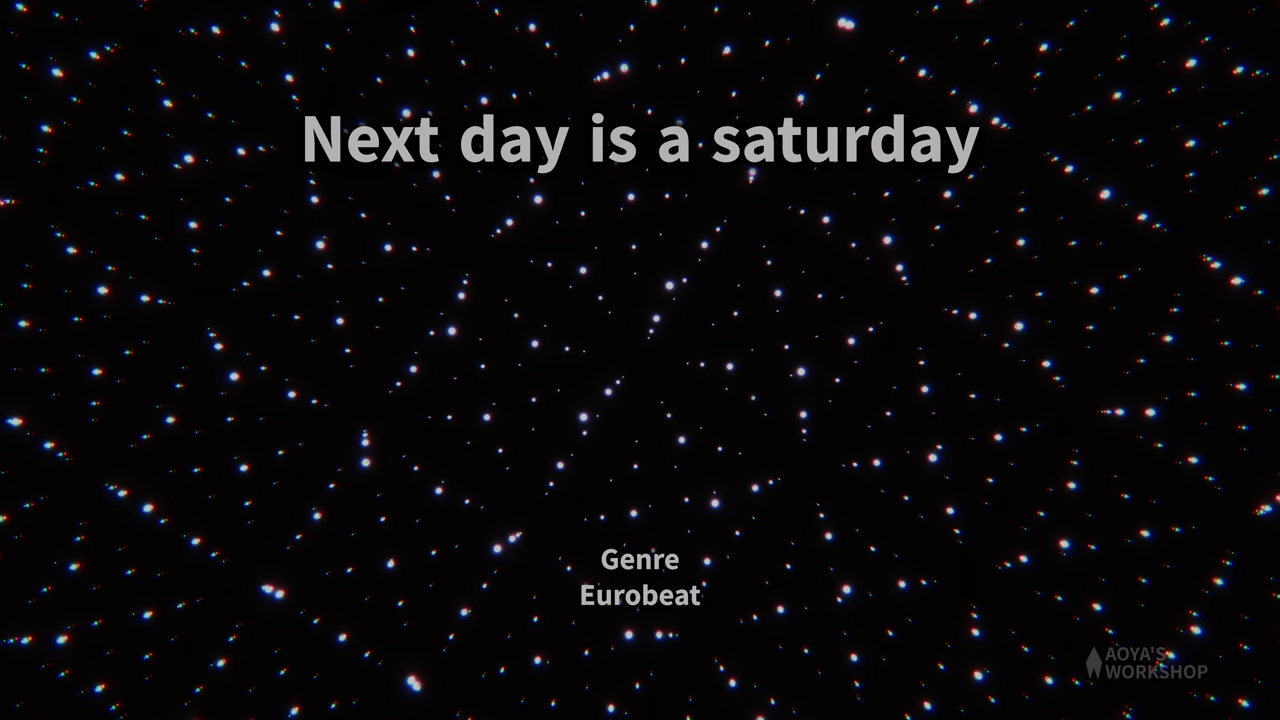 Next day is a saturday
Genre
Eurobeat
AOYA'S
WORKSHOP